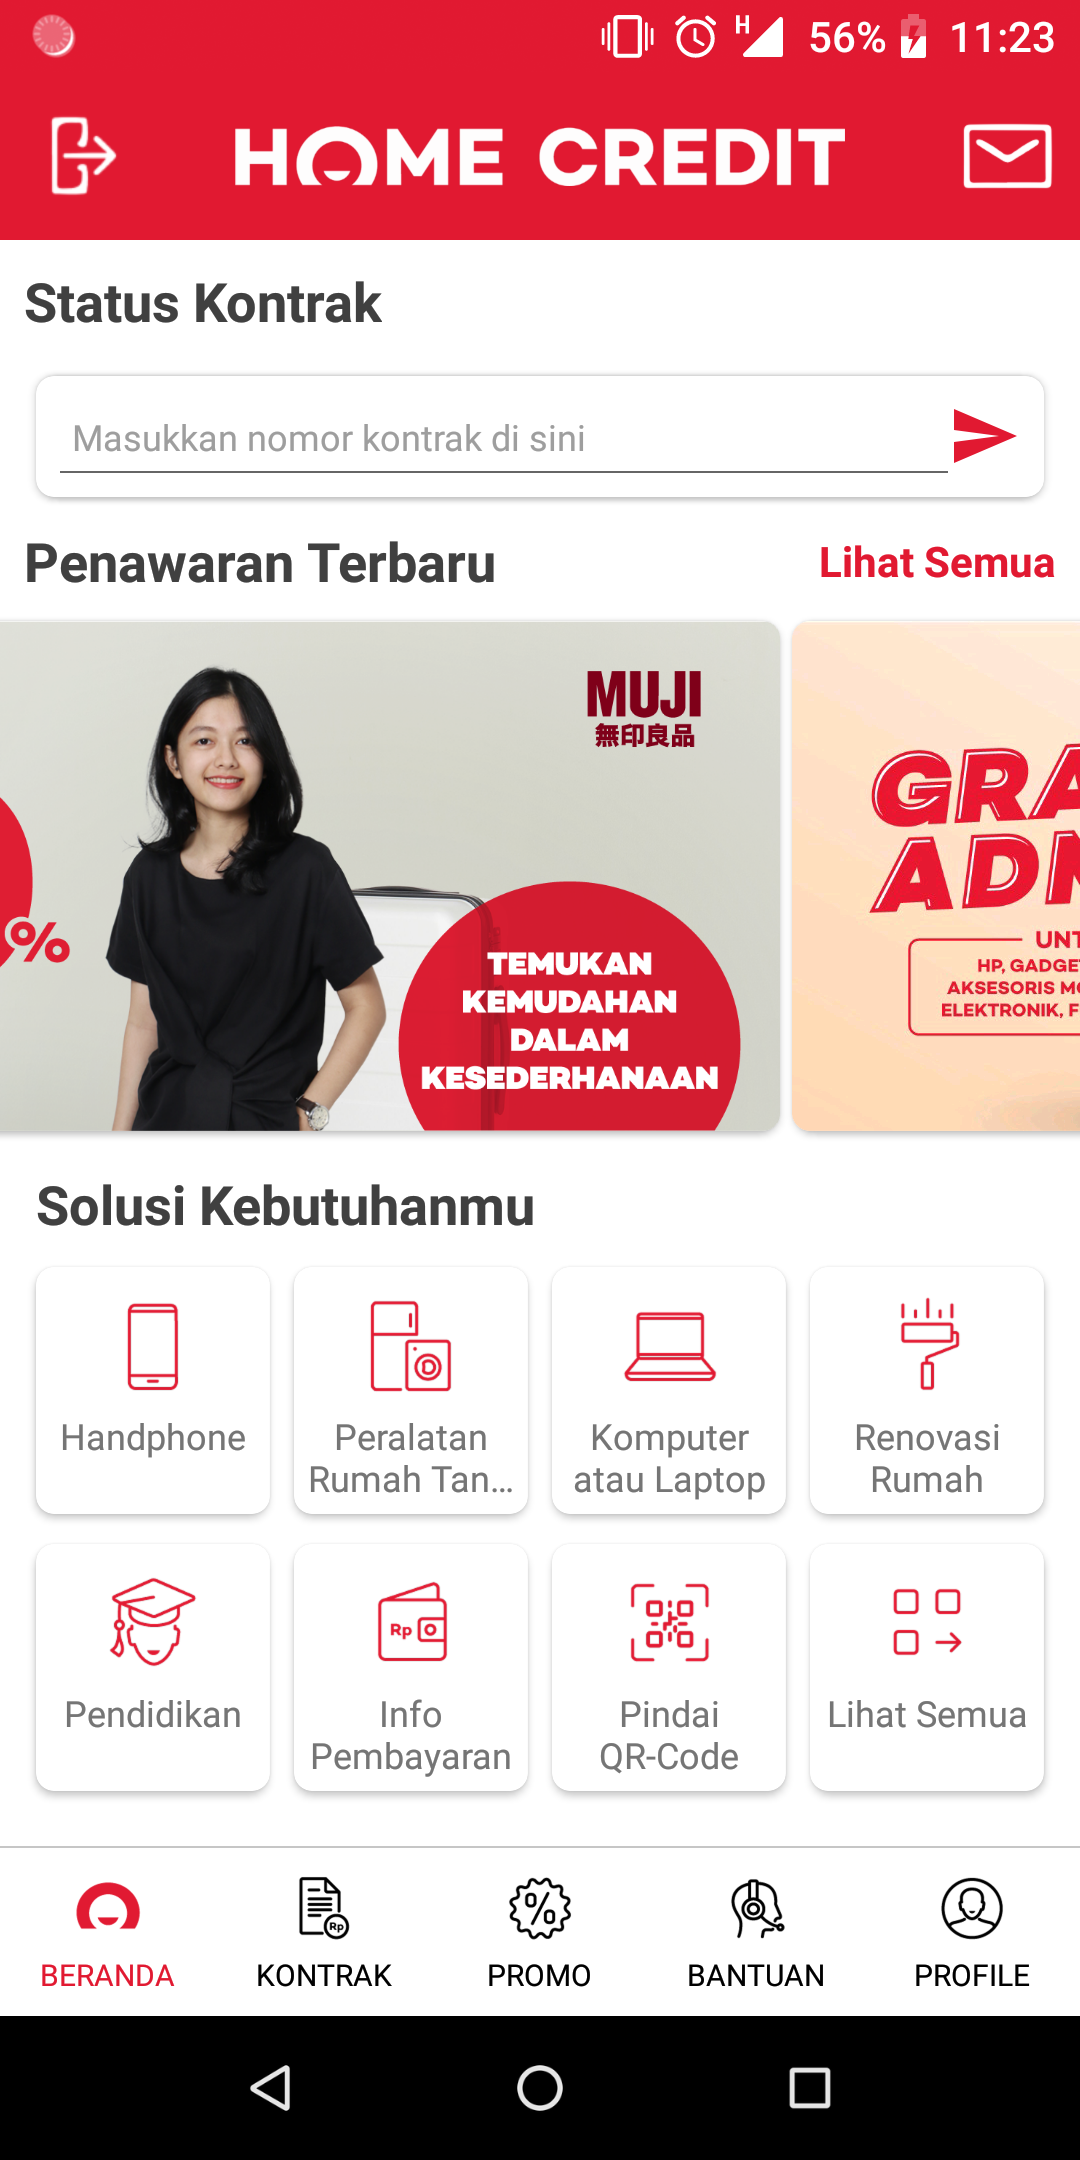 H 56% 11:23
HOME CREDIT
Status Kontrak
Masukkan nomor kontrak di sini
Penawaran Terbaru
Lihat Semua
%
MUJI
無印良品
TEMUKAN
KEMUDAHAN
DALAM
KESEDERHANAAN
GRA
ADM
UNT
HP, GADGE
AKSESORIS MO
ELEKTRONIK, F
Solusi Kebutuhanmu
Handphone
Peralatan
Rumah Tan...
Komputer
atau Laptop
Renovasi
Rumah
Rp
Pendidikan
Info
Pembayaran
Pindai
QR-Code
Lihat Semua
Rp
BERANDA
KONTRAK
PROMO
BANTUAN
PROFILE